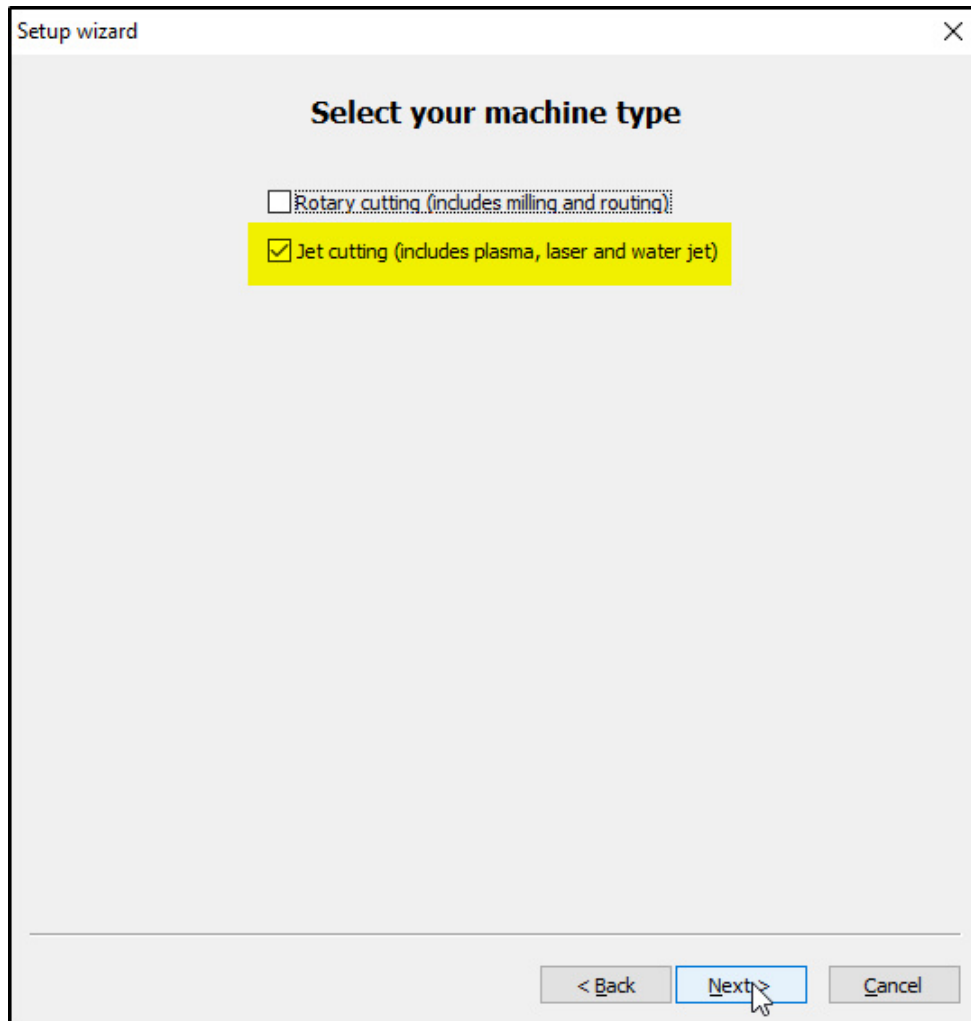 Setup wizard
Select your machine type
Rotary cutting (includes milling and routing)
Jet cutting (includes plasma, laser and water jet)
< Back Next > Cancel